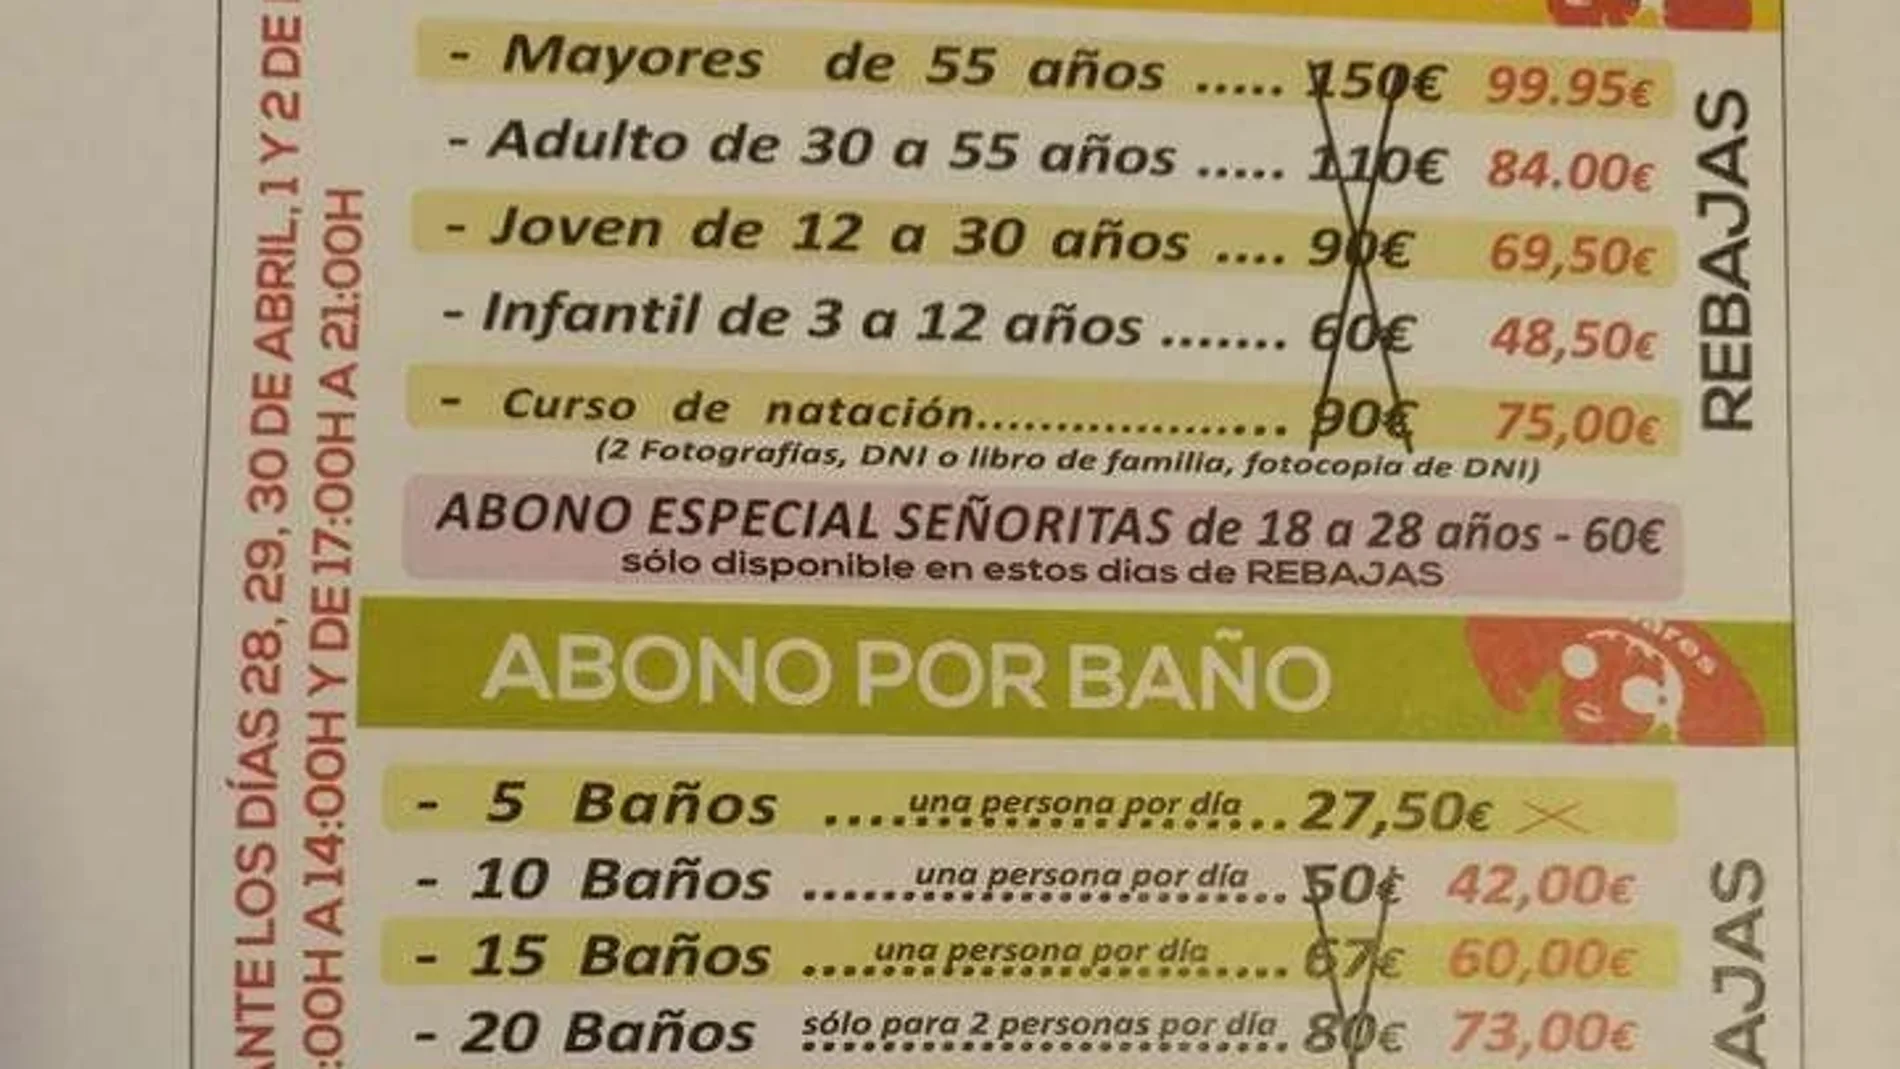 - Mayores de 55 años ..... 150€ 99.95€
- Adulto de 30 a 55 años ..... 110€ 84.00€
- Joven de 12 a 30 años .... 90€ 69,50€
- Infantil de 3 a 12 años ....... 60€ 48,50€
- Curso de natación................... 90€ 75,00€
(2 Fotografías, DNI o libro de familia, fotocopia de DNI)
ABONO ESPECIAL SEÑORITAS de 18 a 28 años - 60€
sólo disponible en estos dias de REBAJAS
REBAJAS
ANTE LOS DÍAS 28, 29, 30 DE ABRIL, 1 Y 2 DE
:00H A 14:00H Y DE 17:00H A 21:00H
ABONO POR BAÑO
- 5 Baños .... una persona por día .. 27,50€
- 10 Baños ...... una persona por día .. 50€ 42,00€
- 15 Baños .... una persona por día .... 67€ 60,00€
- 20 Baños sólo para 2 personas por día 80€ 73,00€
AJAS